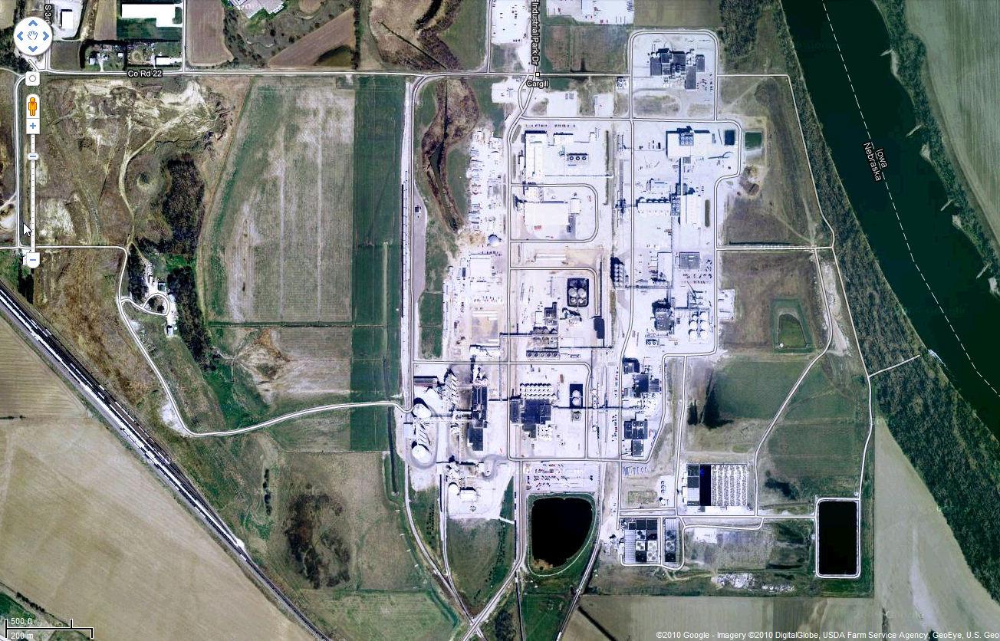 S 3rd
Industrial Park Dr
Co Rd 22
Cargill
Iowa
Nebraska
500 ft
200 m
©2010 Google - Imagery ©2010 DigitalGlobe, USDA Farm Service Agency, GeoEye, U.S. Geo